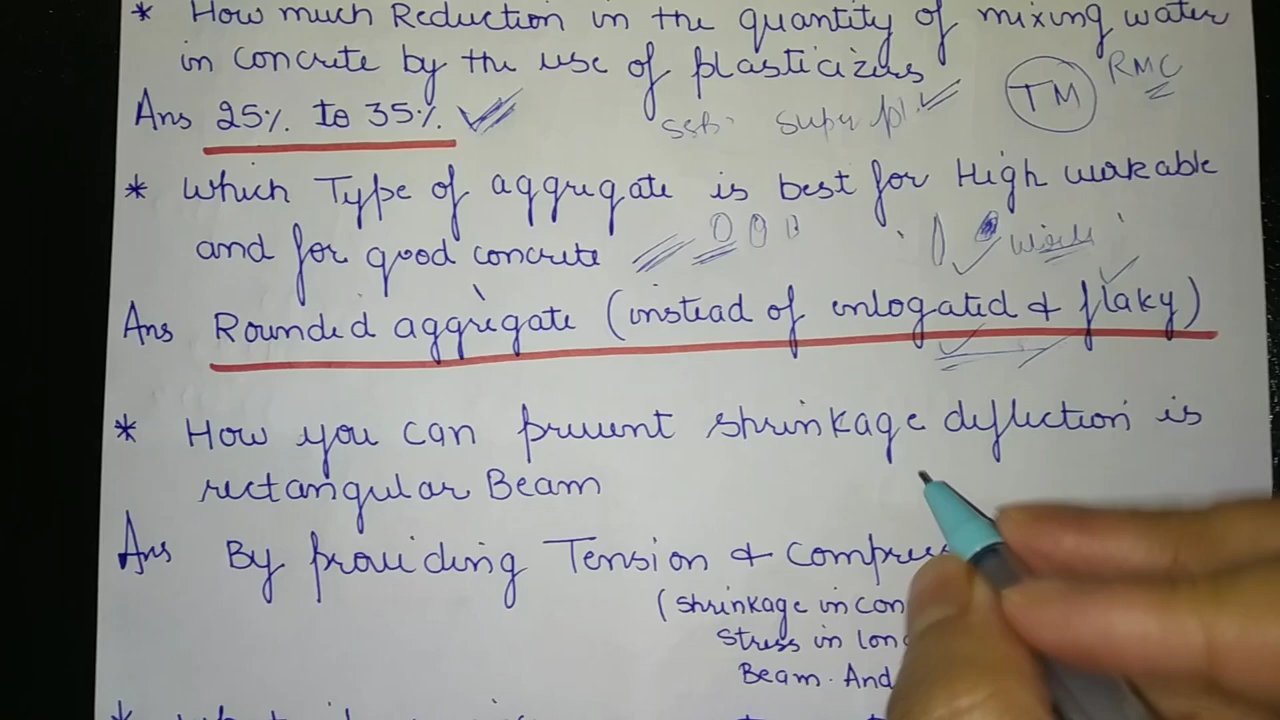 * How much Reduction in the quantity of mixing water
in concrete by the use of plasticizers
RMC
TM
Ans 25%. to 35%.
super pl
* Which Type of aggregate is best for High workable
and for good concrete
work
Ans Rounded aggregate (instead of enlogated & flaky)
* How you can prevent shrinkage deflection is
rectangular Beam
Ans By providing Tension &
(shrinkage in
stress in
Beam. And